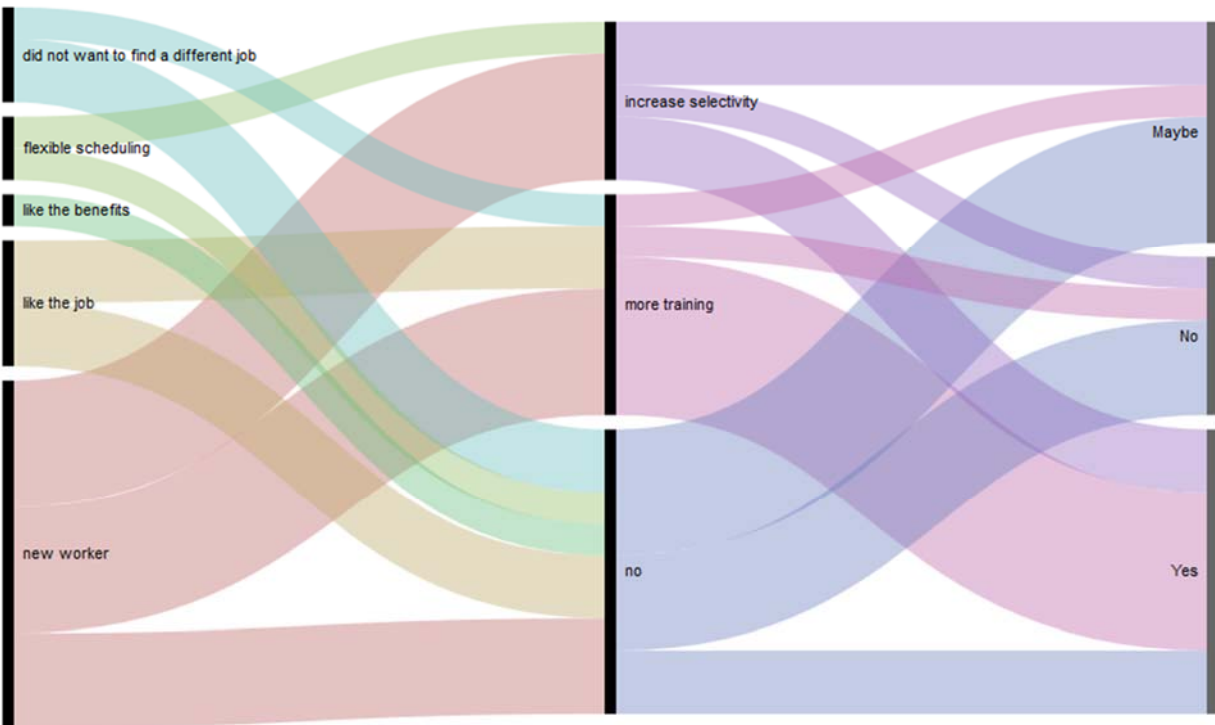 did not want to find a different job
flexible scheduling
like the benefits
like the job
new worker
increase selectivity
more training
no
Maybe
No
Yes